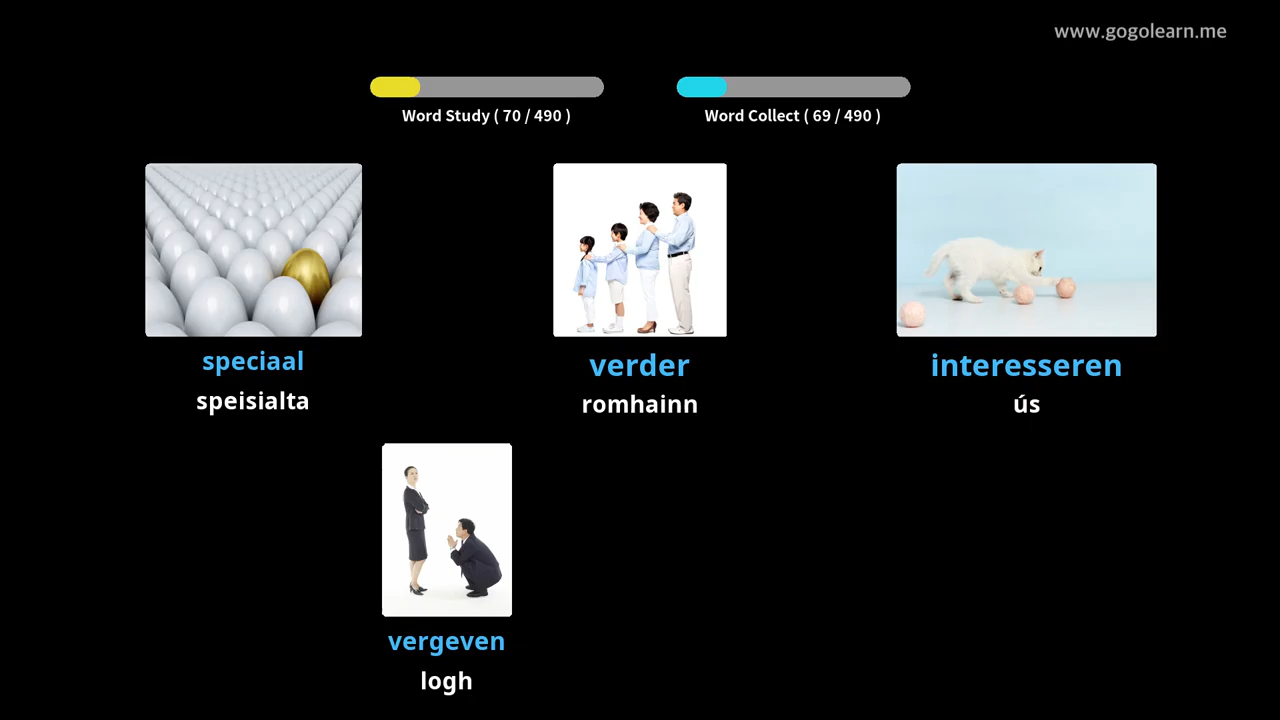 www.gogolearn.me
Word Study ( 70 / 490 )
Word Collect ( 69 / 490 )
speciaal
speisialta
verder
romhainn
interesseren
ús
vergeven
logh